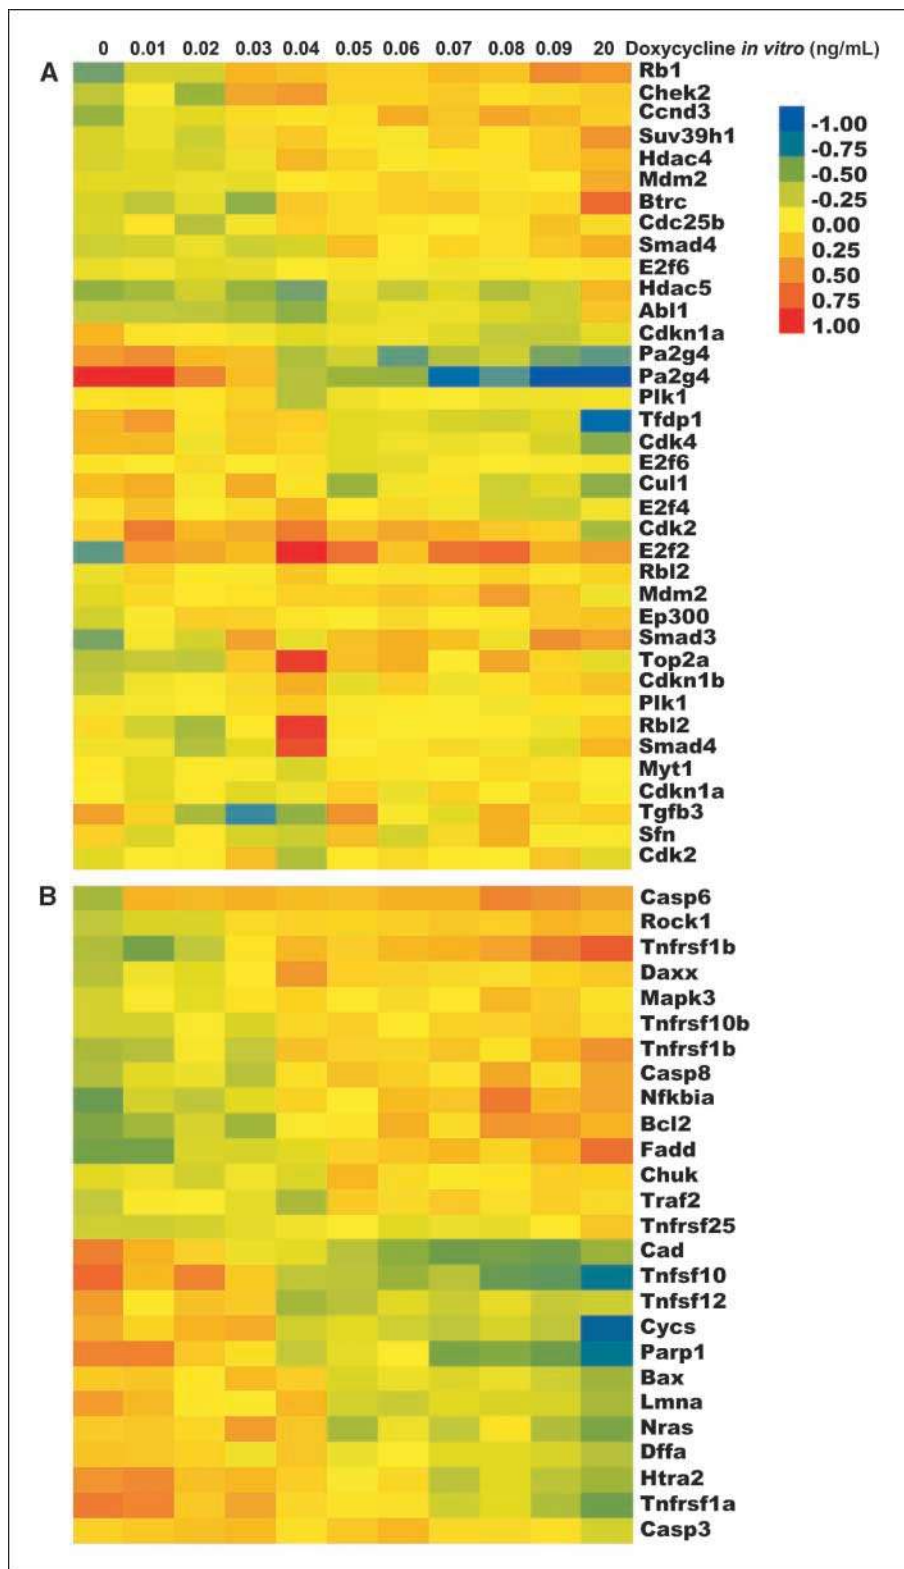 0 0.01 0.02 0.03 0.04 0.05 0.06 0.07 0.08 0.09 20 Doxycycline in vitro (ng/mL)
A
Rb1
Chek2
Ccnd3
Suv39h1
Hdac4
Mdm2
Btrc
Cdc25b
Smad4
E2f6
Hdac5
Abl1
Cdkn1a
Pa2g4
Pa2g4
Plk1
Tfdp1
Cdk4
E2f6
Cul1
E2f4
Cdk2
E2f2
Rbl2
Mdm2
Ep300
Smad3
Top2a
Cdkn1b
Plk1
Rbl2
Smad4
Myt1
Cdkn1a
Tgfb3
Sfn
Cdk2
-1.00
-0.75
-0.50
-0.25
0.00
0.25
0.50
0.75
1.00
B
Casp6
Rock1
Tnfrsf1b
Daxx
Mapk3
Tnfrsf10b
Tnfrsf1b
Casp8
Nfkbia
Bcl2
Fadd
Chuk
Traf2
Tnfrsf25
Cad
Tnfsf10
Tnfsf12
Cycs
Parp1
Bax
Lmna
Nras
Dffa
Htra2
Tnfrsf1a
Casp3